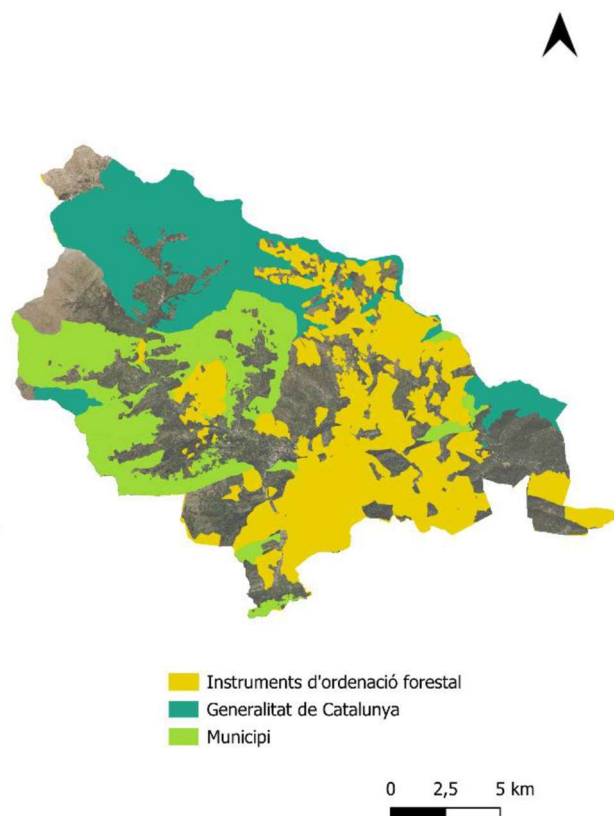 Instruments d'ordenació forestal
Generalitat de Catalunya
Municipi
0 2,5 5 km